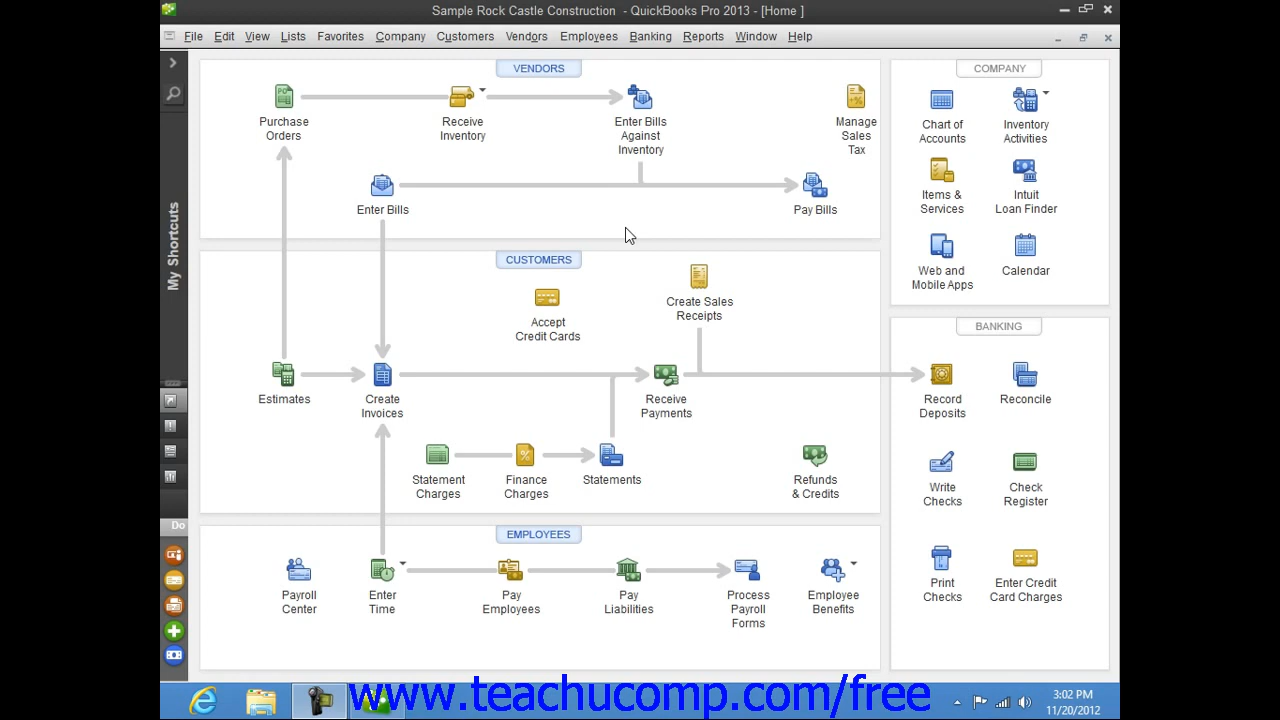 Sample Rock Castle Construction - QuickBooks Pro 2013 - [Home ]
File Edit View Lists Favorites Company Customers Vendors Employees Banking Reports Window Help
My Shortcuts
Do
VENDORS
Purchase
Orders
Receive
Inventory
Enter Bills
Against
Inventory
Manage
Sales
Tax
Enter Bills
Pay Bills
CUSTOMERS
Create Sales
Receipts
Accept
Credit Cards
Estimates
Create
Invoices
Receive
Payments
Statement
Charges
Finance
Charges
Statements
Refunds
& Credits
EMPLOYEES
Payroll
Center
Enter
Time
Pay
Employees
Pay
Liabilities
Process
Payroll
Forms
Employee
Benefits
COMPANY
Chart of
Accounts
Inventory
Activities
Items &
Services
Intuit
Loan Finder
Web and
Mobile Apps
Calendar
BANKING
Record
Deposits
Reconcile
Write
Checks
Check
Register
Print
Checks
Enter Credit
Card Charges
www.teachucomp.com/free
3:02 PM
11/20/2012